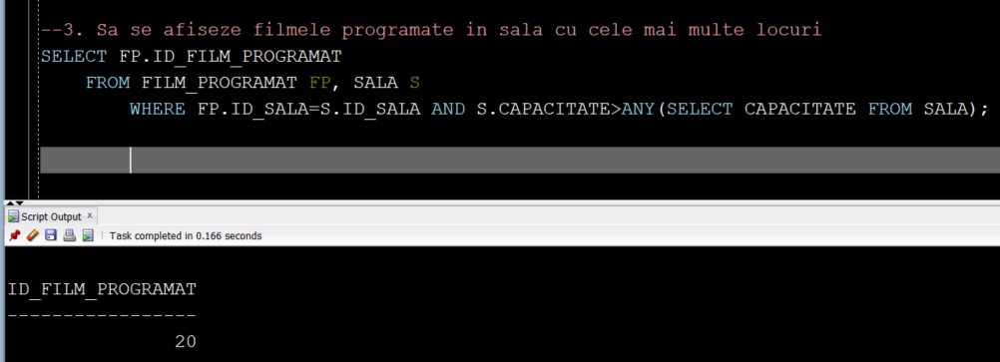 --3. Sa se afiseze filmele programate in sala cu cele mai multe locuri
SELECT FP.ID_FILM_PROGRAMAT
FROM FILM_PROGRAMAT FP, SALA S
WHERE FP.ID_SALA=S.ID_SALA AND S.CAPACITATE>ANY(SELECT CAPACITATE FROM SALA);
Script Output x
Task completed in 0.166 seconds
ID_FILM_PROGRAMAT
-----------------
20